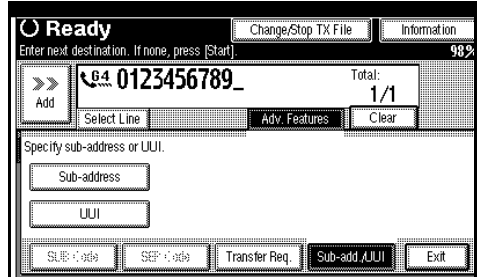 Ready
Change/Stop TX File
Information
Enter next destination. If none, press [Start].
98%
Add
G4 0123456789_
Total:
1/1
Select Line
Adv. Features
Clear
Specify sub-address or UUI.
Sub-address
UUI
SUB Code
SEP Code
Transfer Req.
Sub-add./UUI
Exit